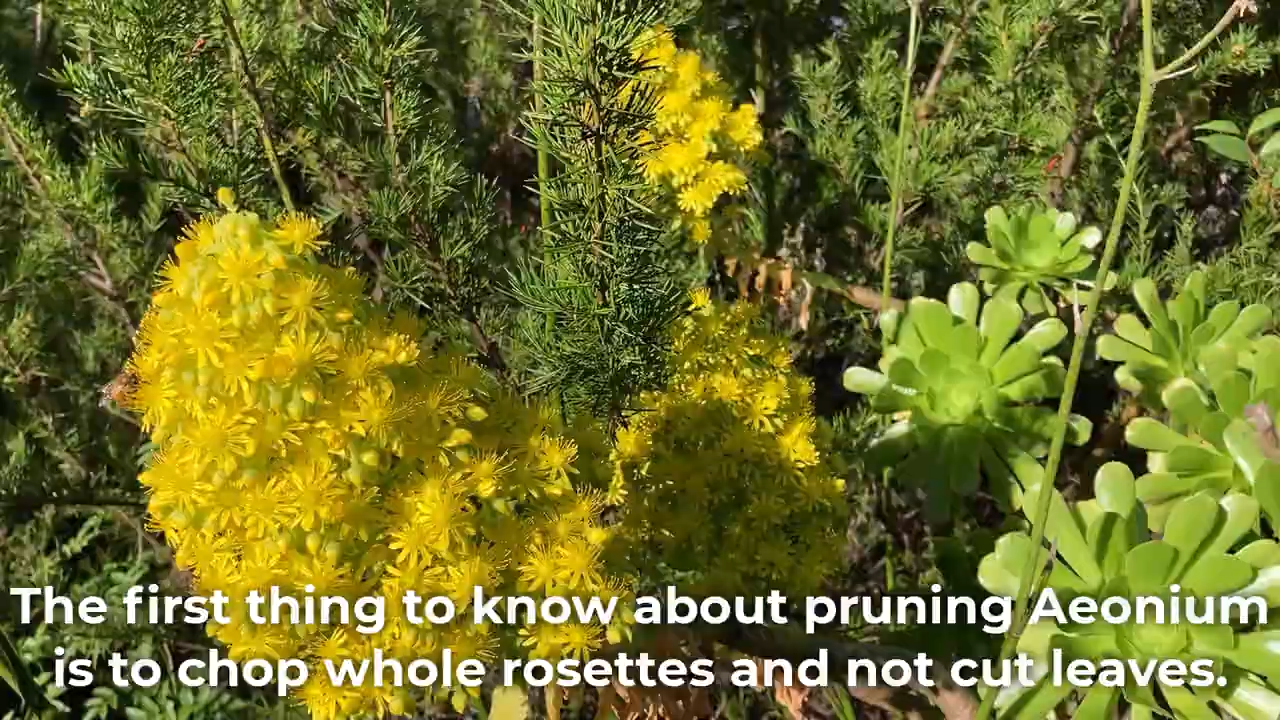 The first thing to know about pruning Aeonium
is to chop whole rosettes and not cut leaves.